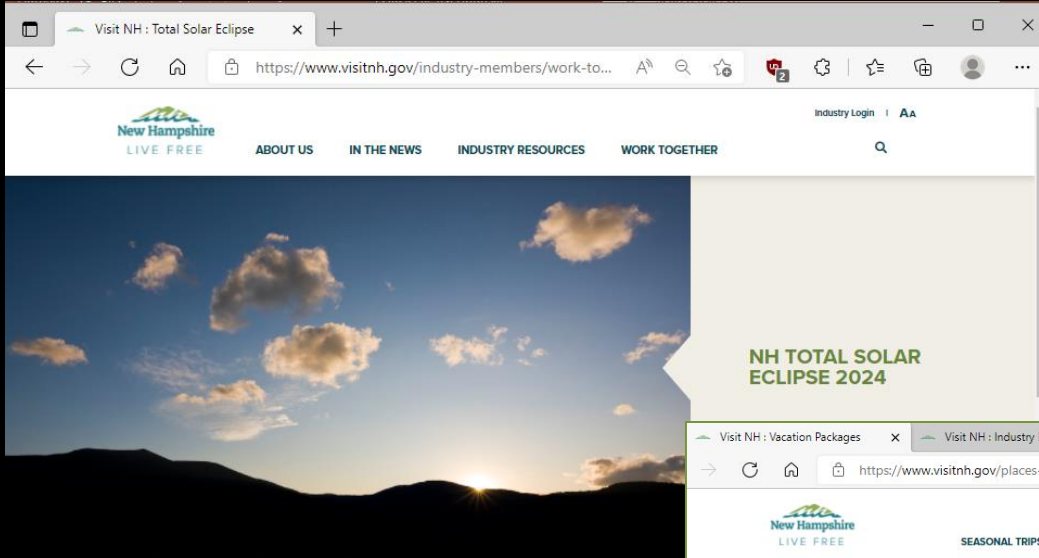 Visit NH : Total Solar Eclipse
https://www.visitnh.gov/industry-members/work-to...
2
Industry Login | AA
New Hampshire
LIVE FREE
ABOUT US IN THE NEWS INDUSTRY RESOURCES WORK TOGETHER
NH TOTAL SOLAR
ECLIPSE 2024
Visit NH : Vacation Packages
Visit NH : Industry
https://www.visitnh.gov/places-
New Hampshire
LIVE FREE
SEASONAL TRIPS